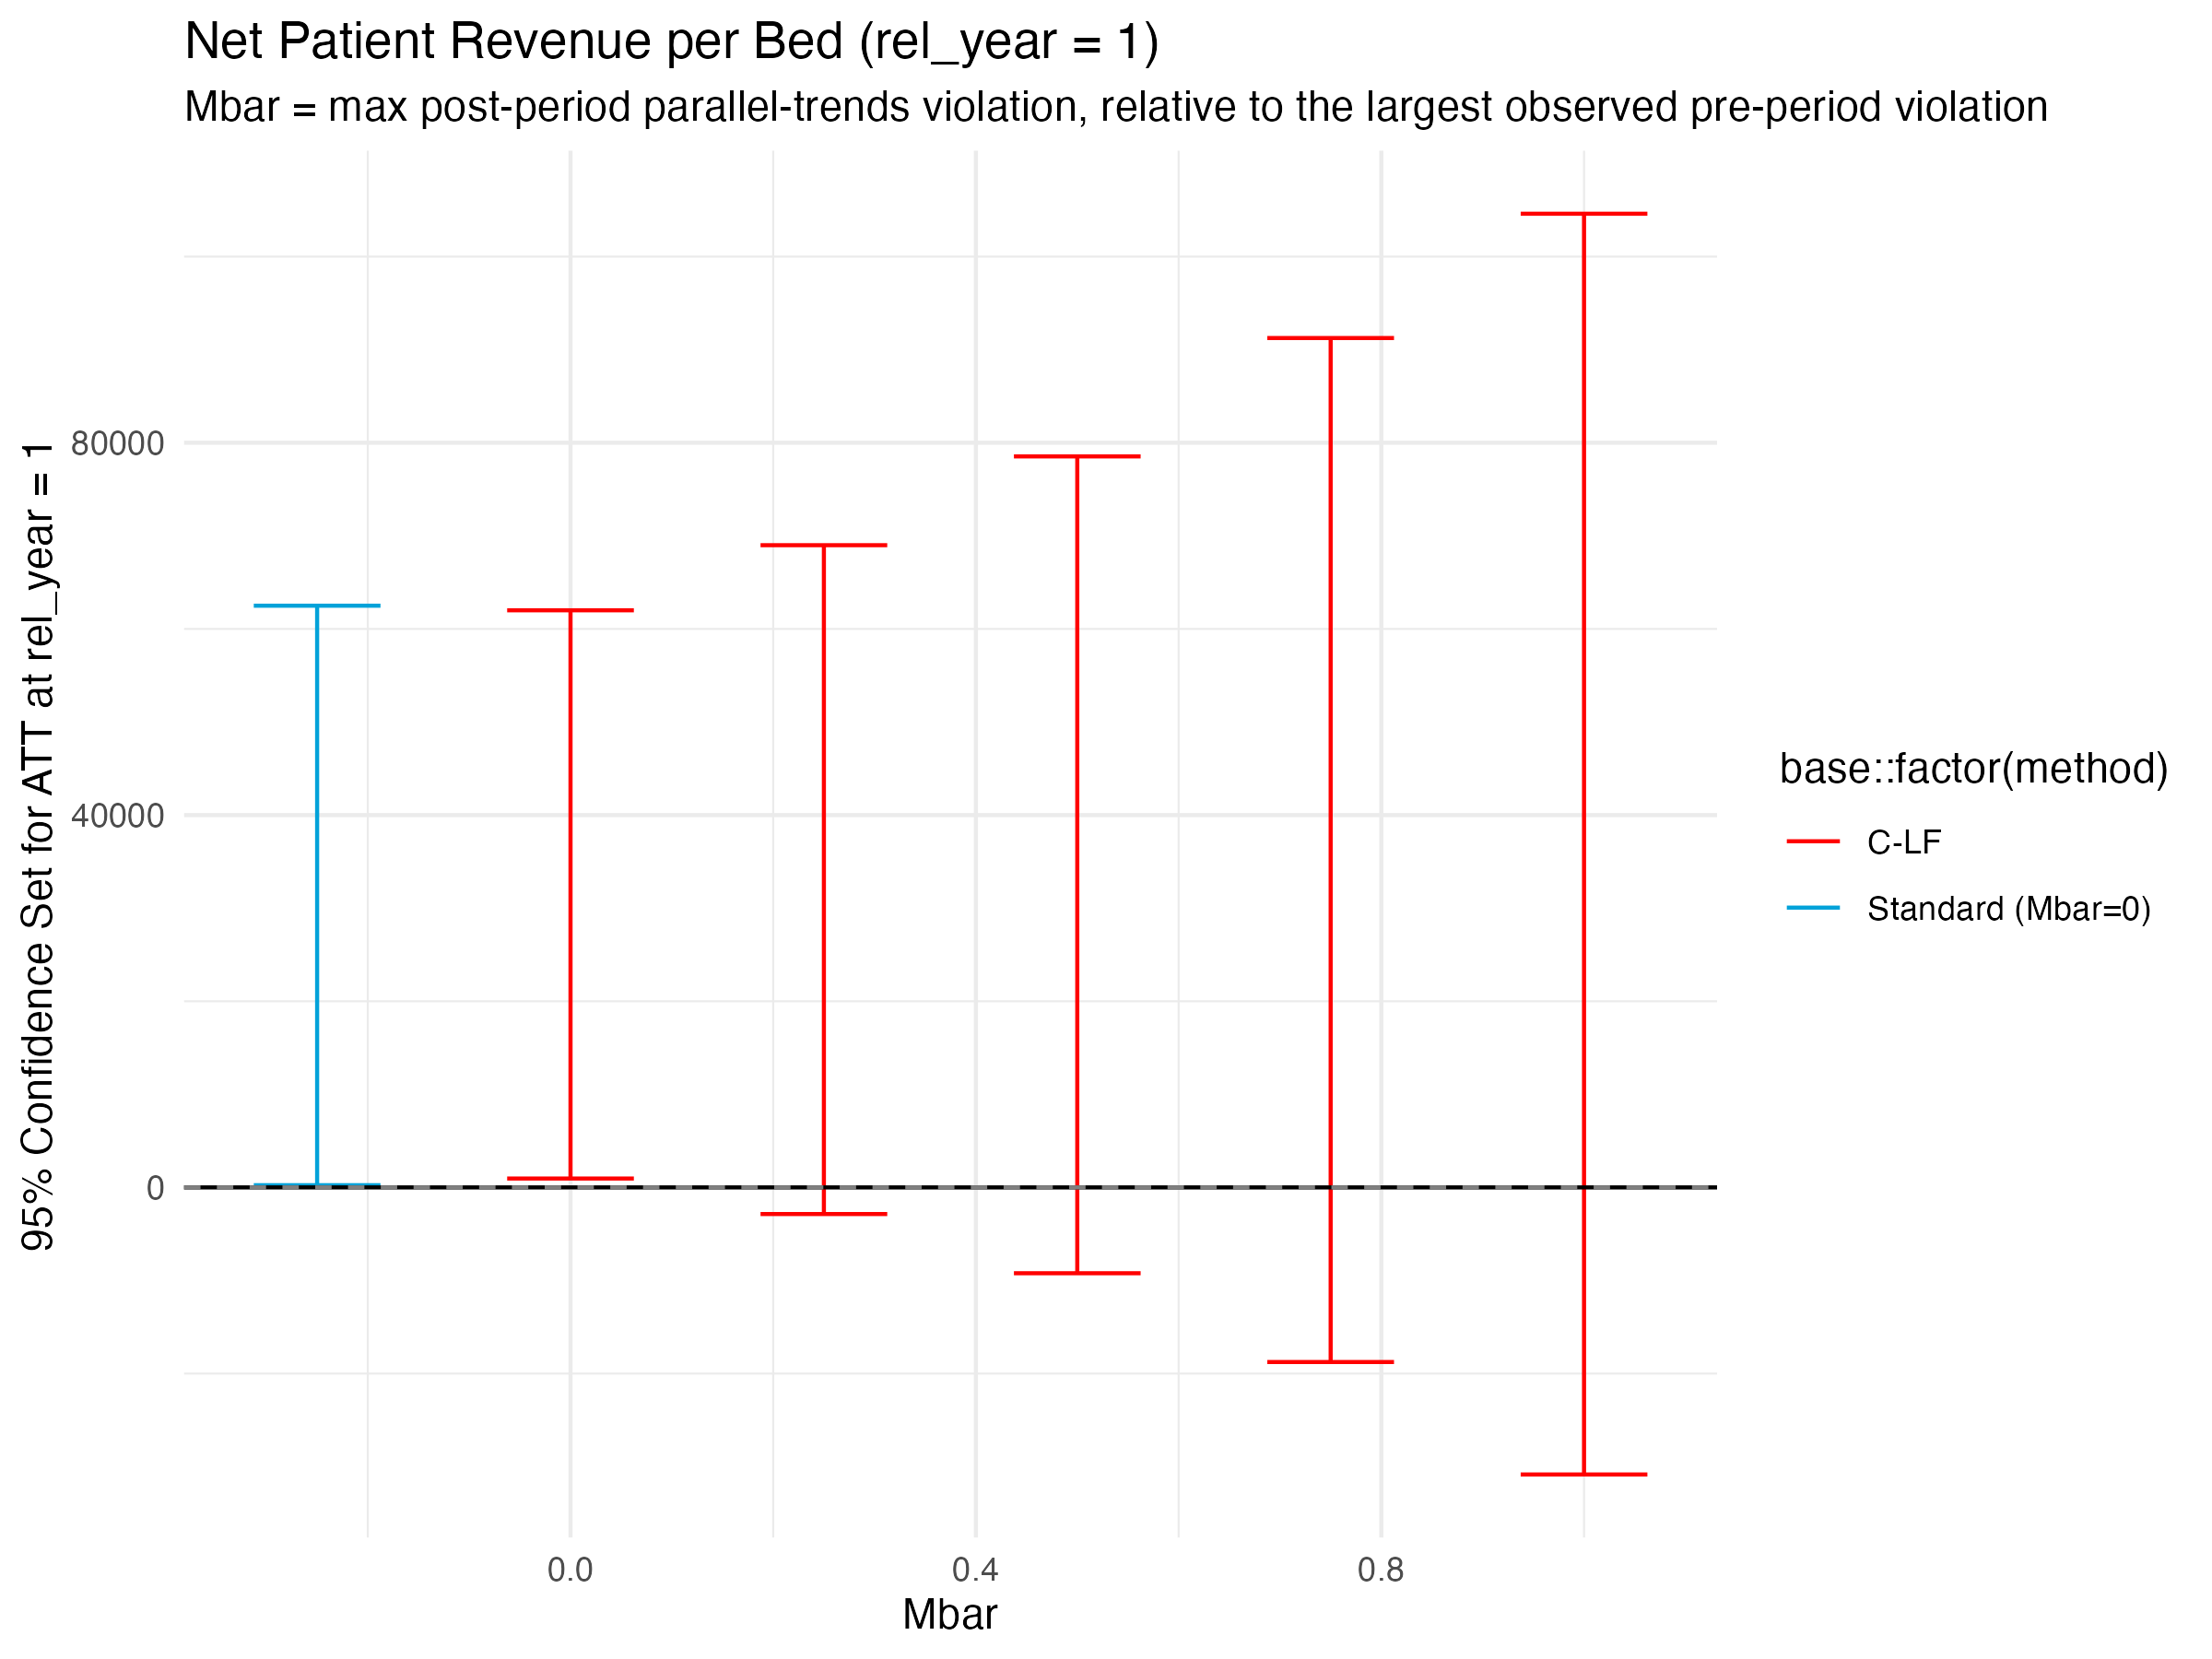 Net Patient Revenue per Bed (rel_year = 1)
Mbar = max post-period parallel-trends violation, relative to the largest observed pre-period violation
95% Confidence Set for ATT at rel_year = 1
80000
40000
0
0.0
0.4
0.8
Mbar
base::factor(method)
C-LF
Standard (Mbar=0)